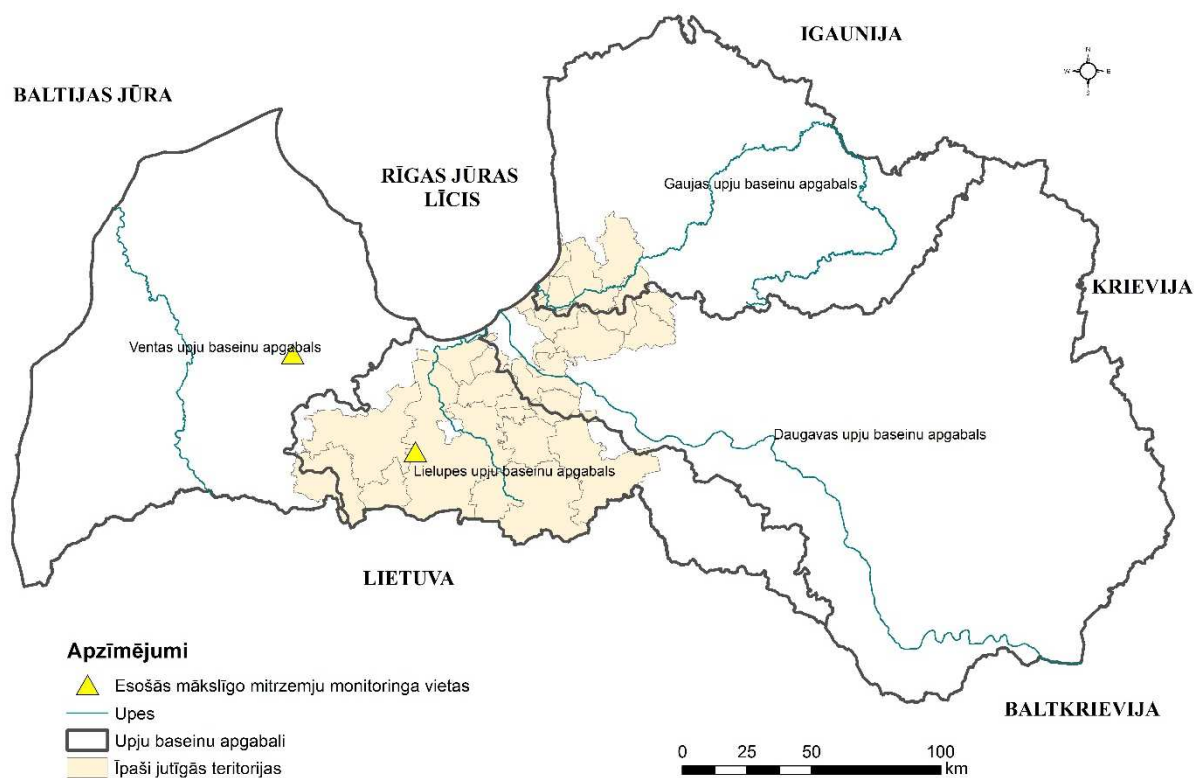 IGAUNIJA
N
W
E
S
BALTIJAS JŪRA
RĪGAS JŪRAS
LĪCIS
Gaujas upju baseinu apgabals
KRIEVIJA
Ventas upju baseinu apgabals
Daugavas upju baseinu apgabals
Lielupes upju baseinu apgabals
LIETUVA
Apzīmējumi
Esošās mākslīgo mitrzemju monitoringa vietas
Upes
Upju baseinu apgabali
Īpaši jutīgās teritorijas
BALTKRIEVIJA
0 25 50 100
km